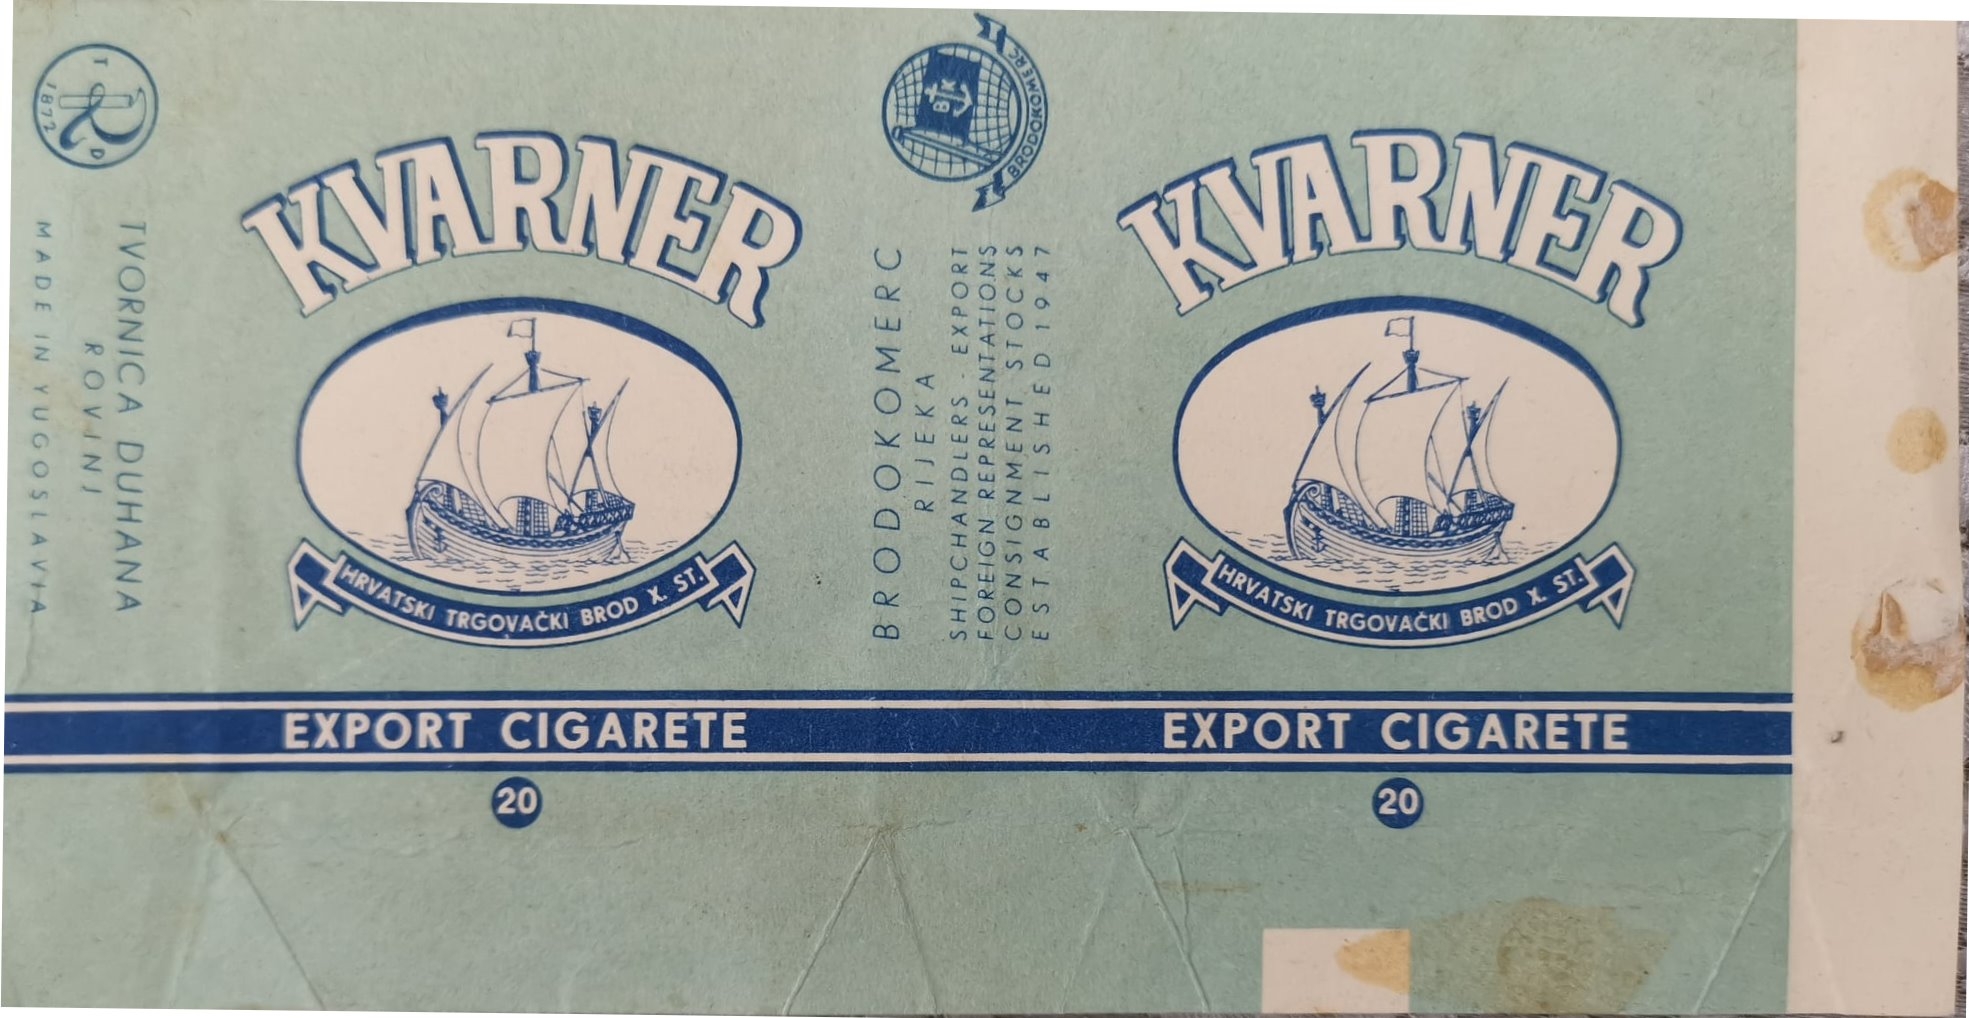 T
R
D
1872
TVORNICA DUHANA
ROVINJ
MADE IN YUGOSLAVIA
KVARNER
HRVATSKI TRGOVAČKI BROD X. ST.
EXPORT CIGARETE
20
B K
BRODOKOMERC
BRODOKOMERC
RIJEKA
SHIPCHANDLERS - EXPORT
FOREIGN REPRESENTATIONS
CONSIGNMENT STOCKS
ESTABLISHED 1947
KVARNER
HRVATSKI TRGOVAČKI BROD X. ST.
EXPORT CIGARETE
20